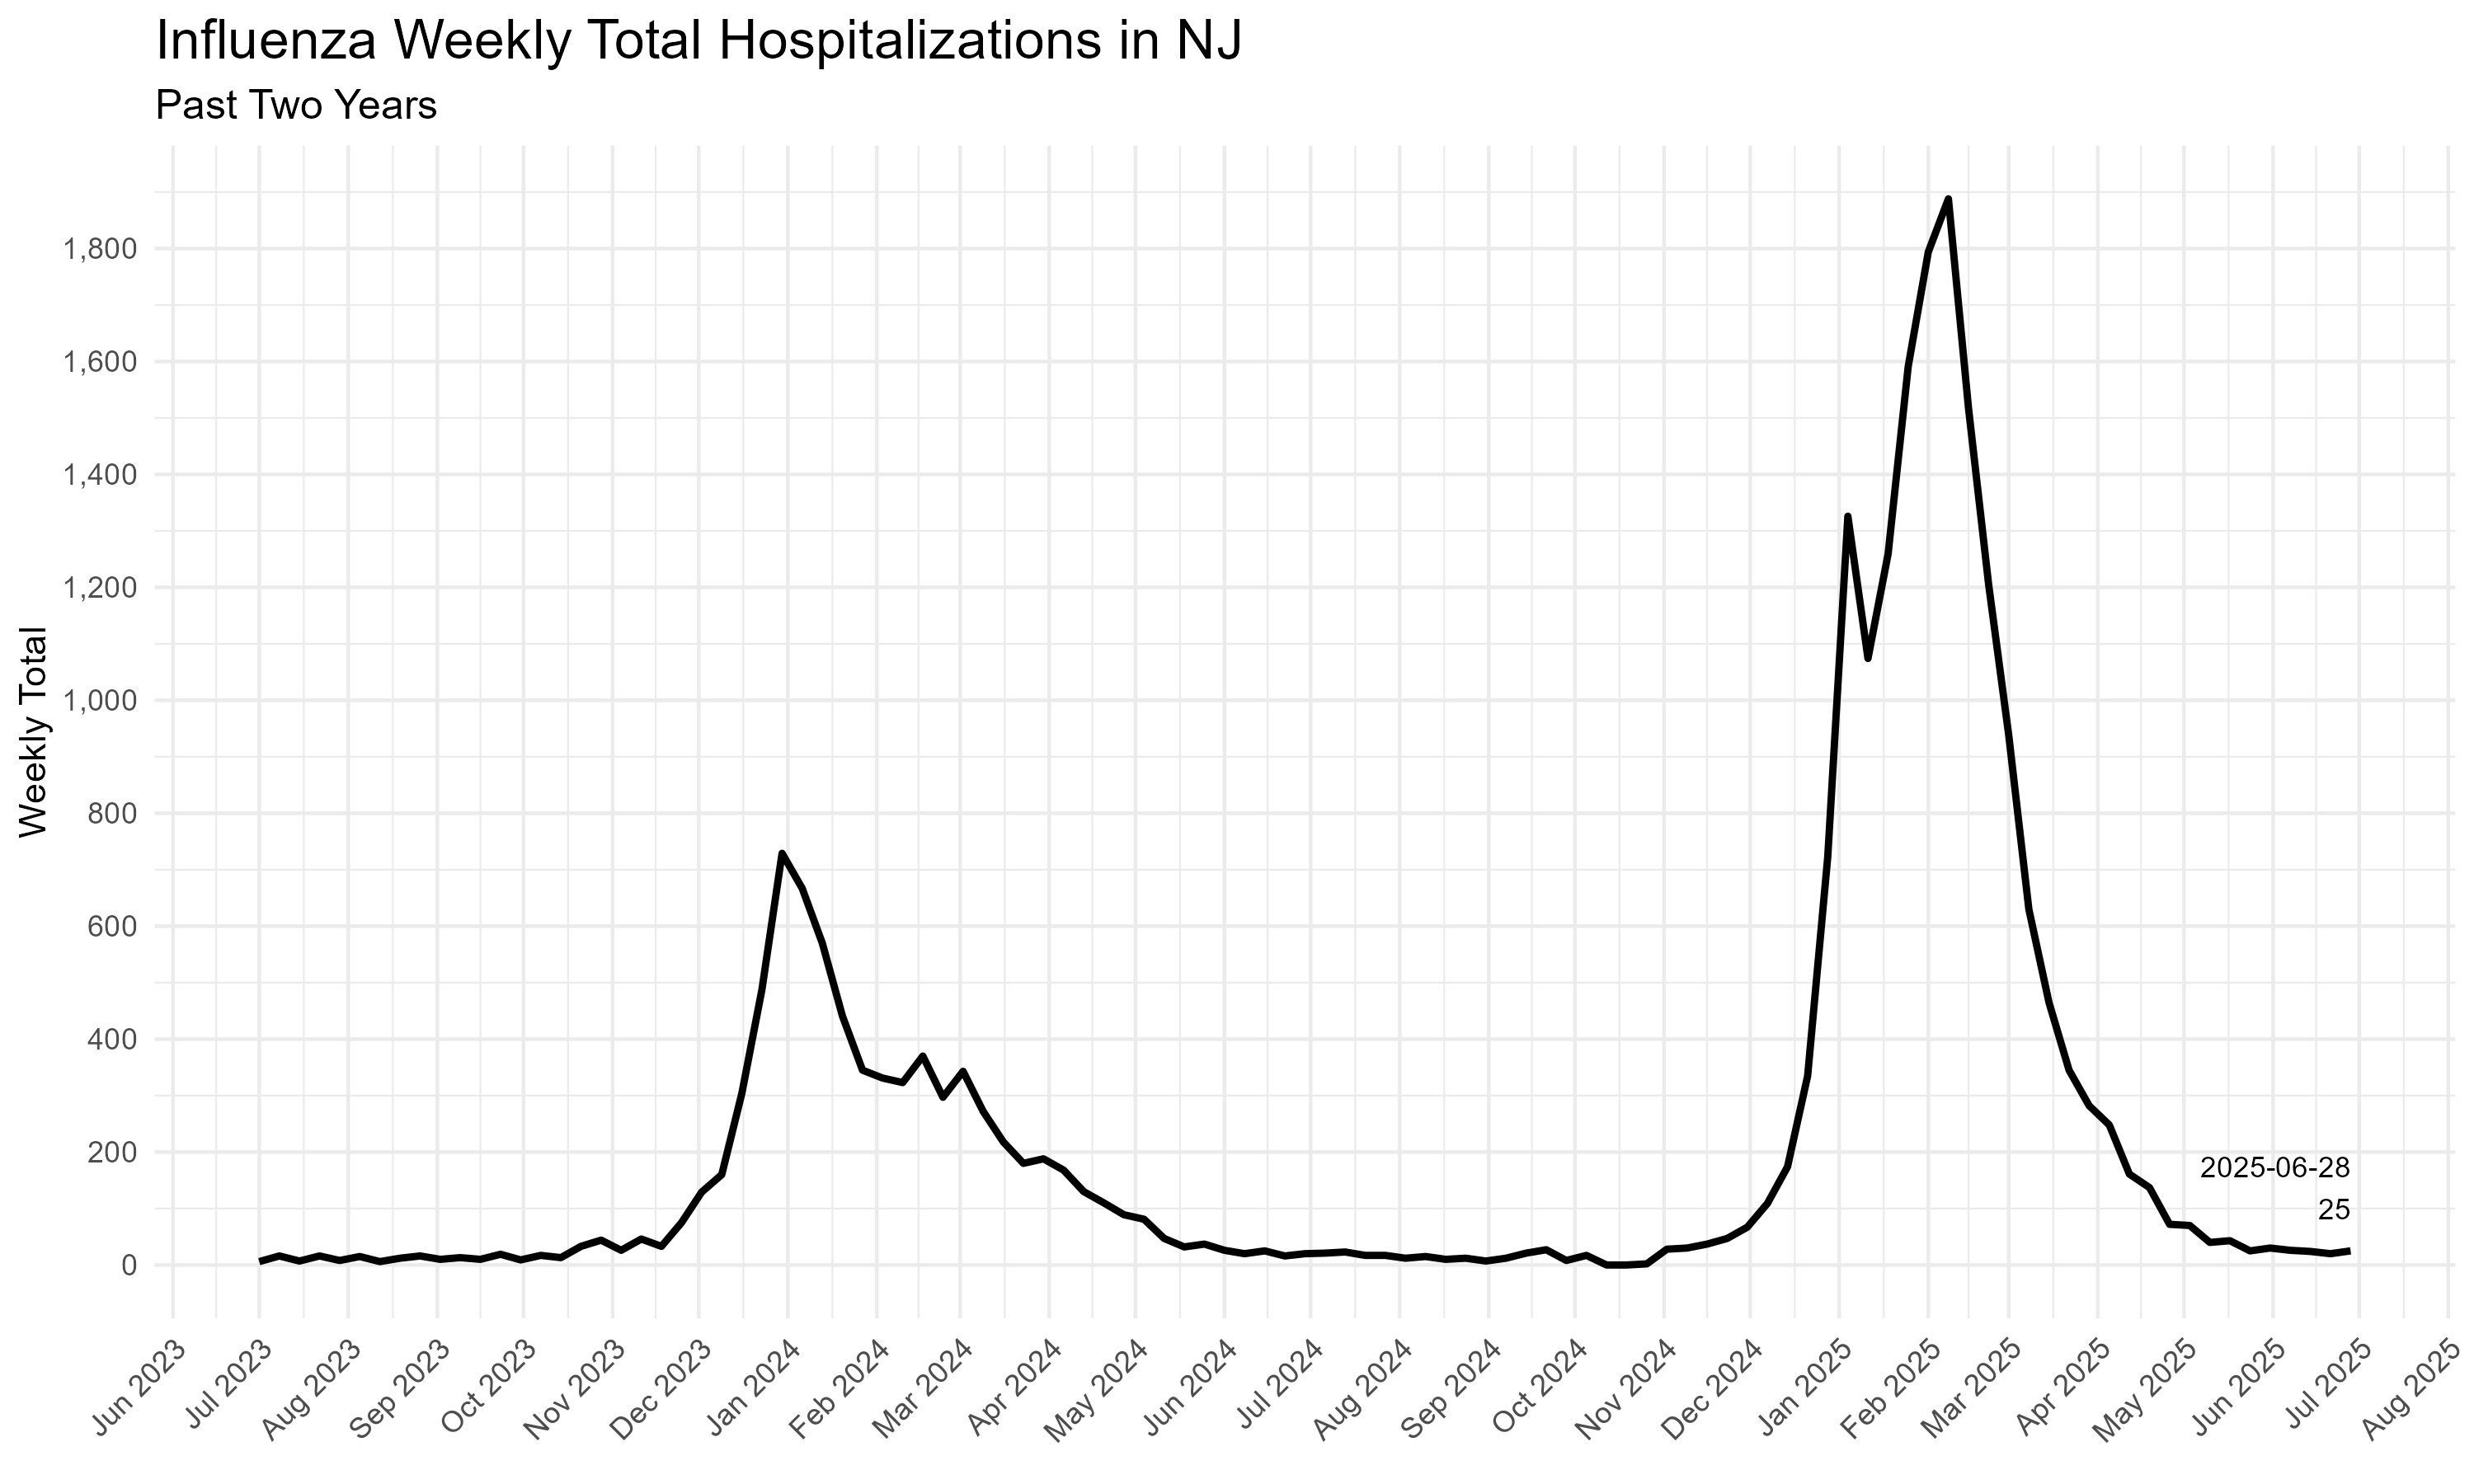 Influenza Weekly Total Hospitalizations in NJ
Past Two Years
Weekly Total
1,800
1,600
1,400
1,200
1,000
800
600
400
200
0
2025-06-28
25
Jun 2023
Jul 2023
Aug 2023
Sep 2023
Oct 2023
Nov 2023
Dec 2023
Jan 2024
Feb 2024
Mar 2024
Apr 2024
May 2024
Jun 2024
Jul 2024
Aug 2024
Sep 2024
Oct 2024
Nov 2024
Dec 2024
Jan 2025
Feb 2025
Mar 2025
Apr 2025
May 2025
Jun 2025
Jul 2025
Aug 2025